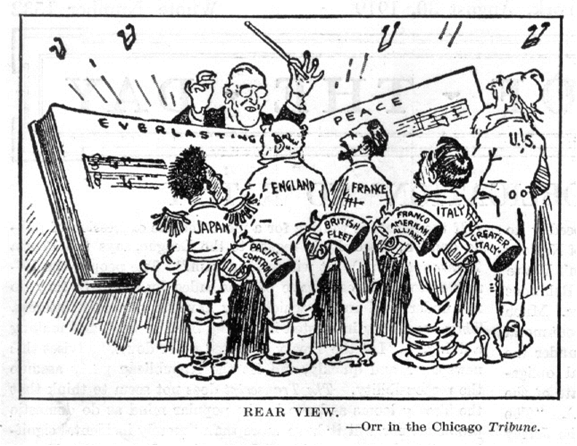 EVERLASTING PEACE
U.S.
JAPAN
ENGLAND
FRANCE
ITALY
PACIFIC
CONTROL
BRITISH
FLEET
FRANCO
AMERICAN
ALLIANCE
GREATER
ITALY
REAR VIEW.
—Orr in the Chicago Tribune.